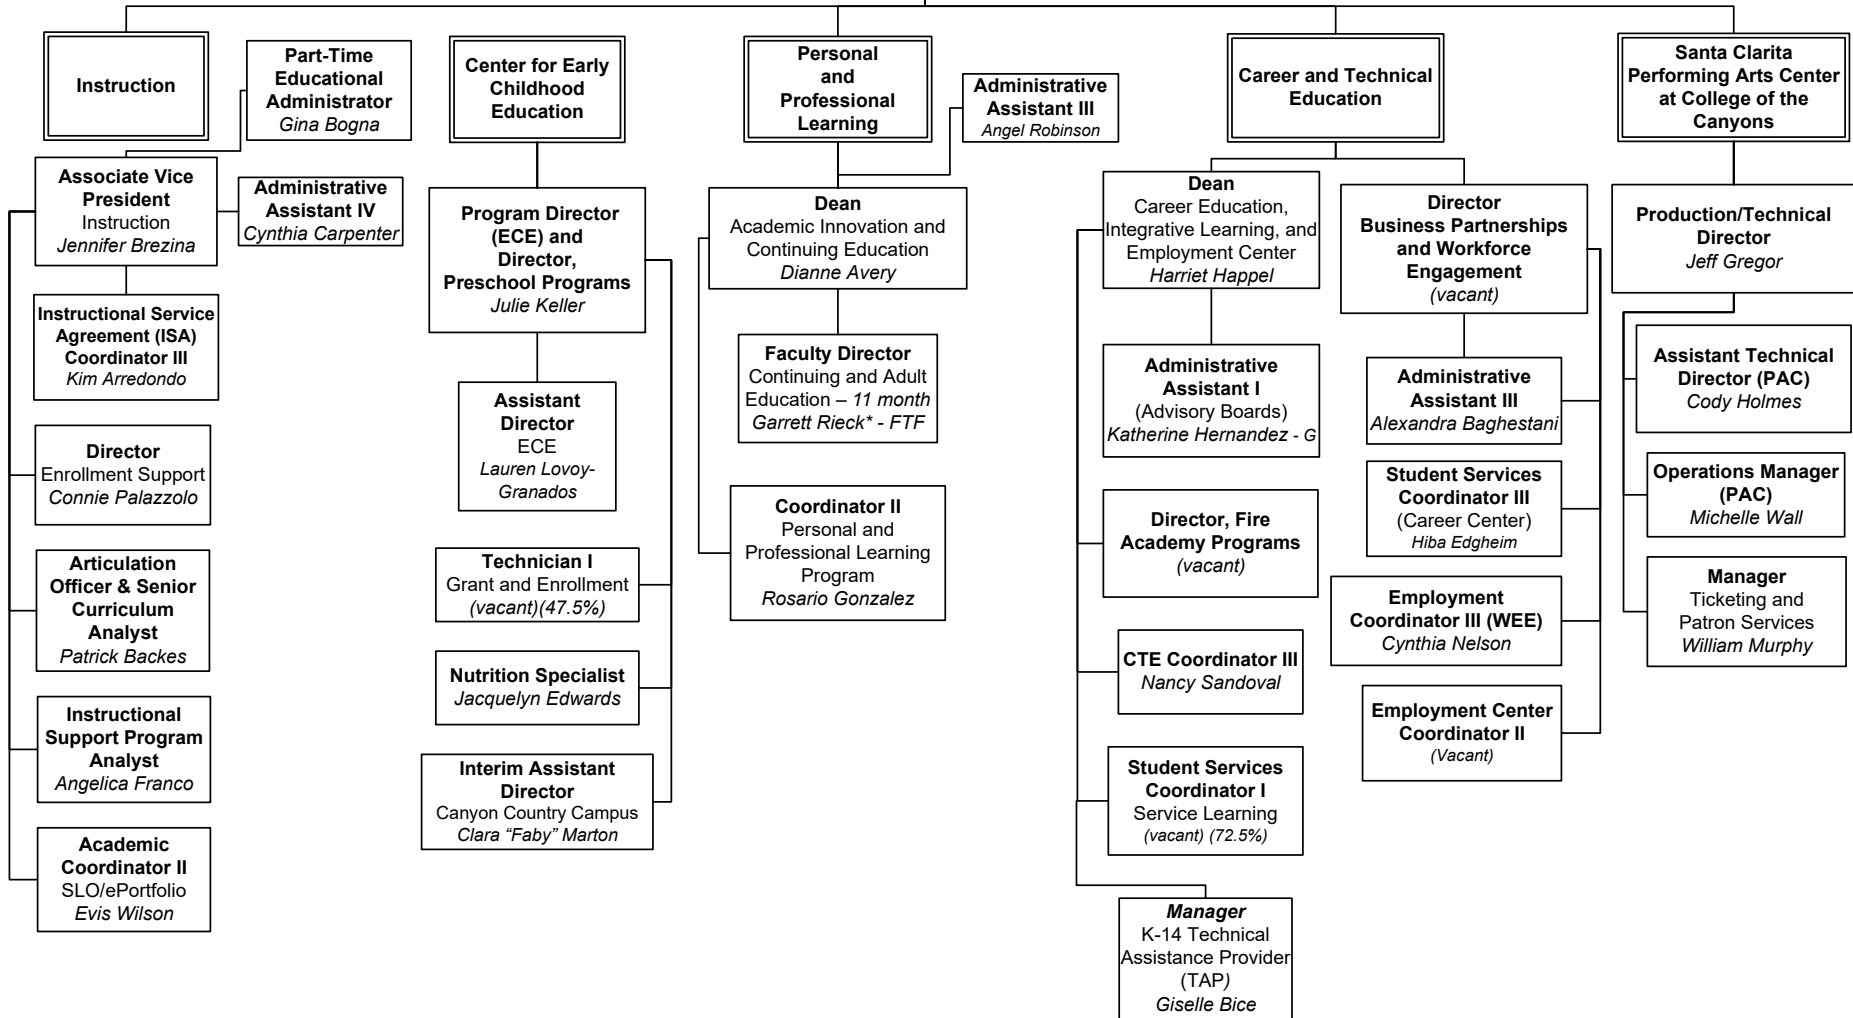 Instruction
Part-Time
Educational
Administrator
Gina Bogna
Associate Vice
President
Instruction
Jennifer Brezina
Administrative
Assistant IV
Cynthia Carpenter
Instructional Service
Agreement (ISA)
Coordinator III
Kim Arredondo
Director
Enrollment Support
Connie Palazzolo
Articulation
Officer & Senior
Curriculum
Analyst
Patrick Backes
Instructional
Support Program
Analyst
Angelica Franco
Academic
Coordinator II
SLO/ePortfolio
Evis Wilson
Center for Early
Childhood
Education
Program Director
(ECE) and
Director,
Preschool Programs
Julie Keller
Assistant
Director
ECE
Lauren Lovoy-
Granados
Technician I
Grant and Enrollment
(vacant)(47.5%)
Nutrition Specialist
Jacquelyn Edwards
Interim Assistant
Director
Canyon Country Campus
Clara “Faby” Marton
Personal
and
Professional
Learning
Administrative
Assistant III
Angel Robinson
Dean
Academic Innovation and
Continuing Education
Dianne Avery
Faculty Director
Continuing and Adult
Education – 11 month
Garrett Rieck* - FTF
Coordinator II
Personal and
Professional Learning
Program
Rosario Gonzalez
Career and Technical
Education
Dean
Career Education,
Integrative Learning, and
Employment Center
Harriet Happel
Administrative
Assistant I
(Advisory Boards)
Katherine Hernandez - G
Director, Fire
Academy Programs
(vacant)
CTE Coordinator III
Nancy Sandoval
Student Services
Coordinator I
Service Learning
(vacant) (72.5%)
Manager
K-14 Technical
Assistance Provider
(TAP)
Giselle Bice
Director
Business Partnerships
and Workforce
Engagement
(vacant)
Administrative
Assistant III
Alexandra Baghestani
Student Services
Coordinator III
(Career Center)
Hiba Edgheim
Employment
Coordinator III (WEE)
Cynthia Nelson
Employment Center
Coordinator II
(Vacant)
Santa Clarita
Performing Arts Center
at College of the
Canyons
Production/Technical
Director
Jeff Gregor
Assistant Technical
Director (PAC)
Cody Holmes
Operations Manager
(PAC)
Michelle Wall
Manager
Ticketing and
Patron Services
William Murphy